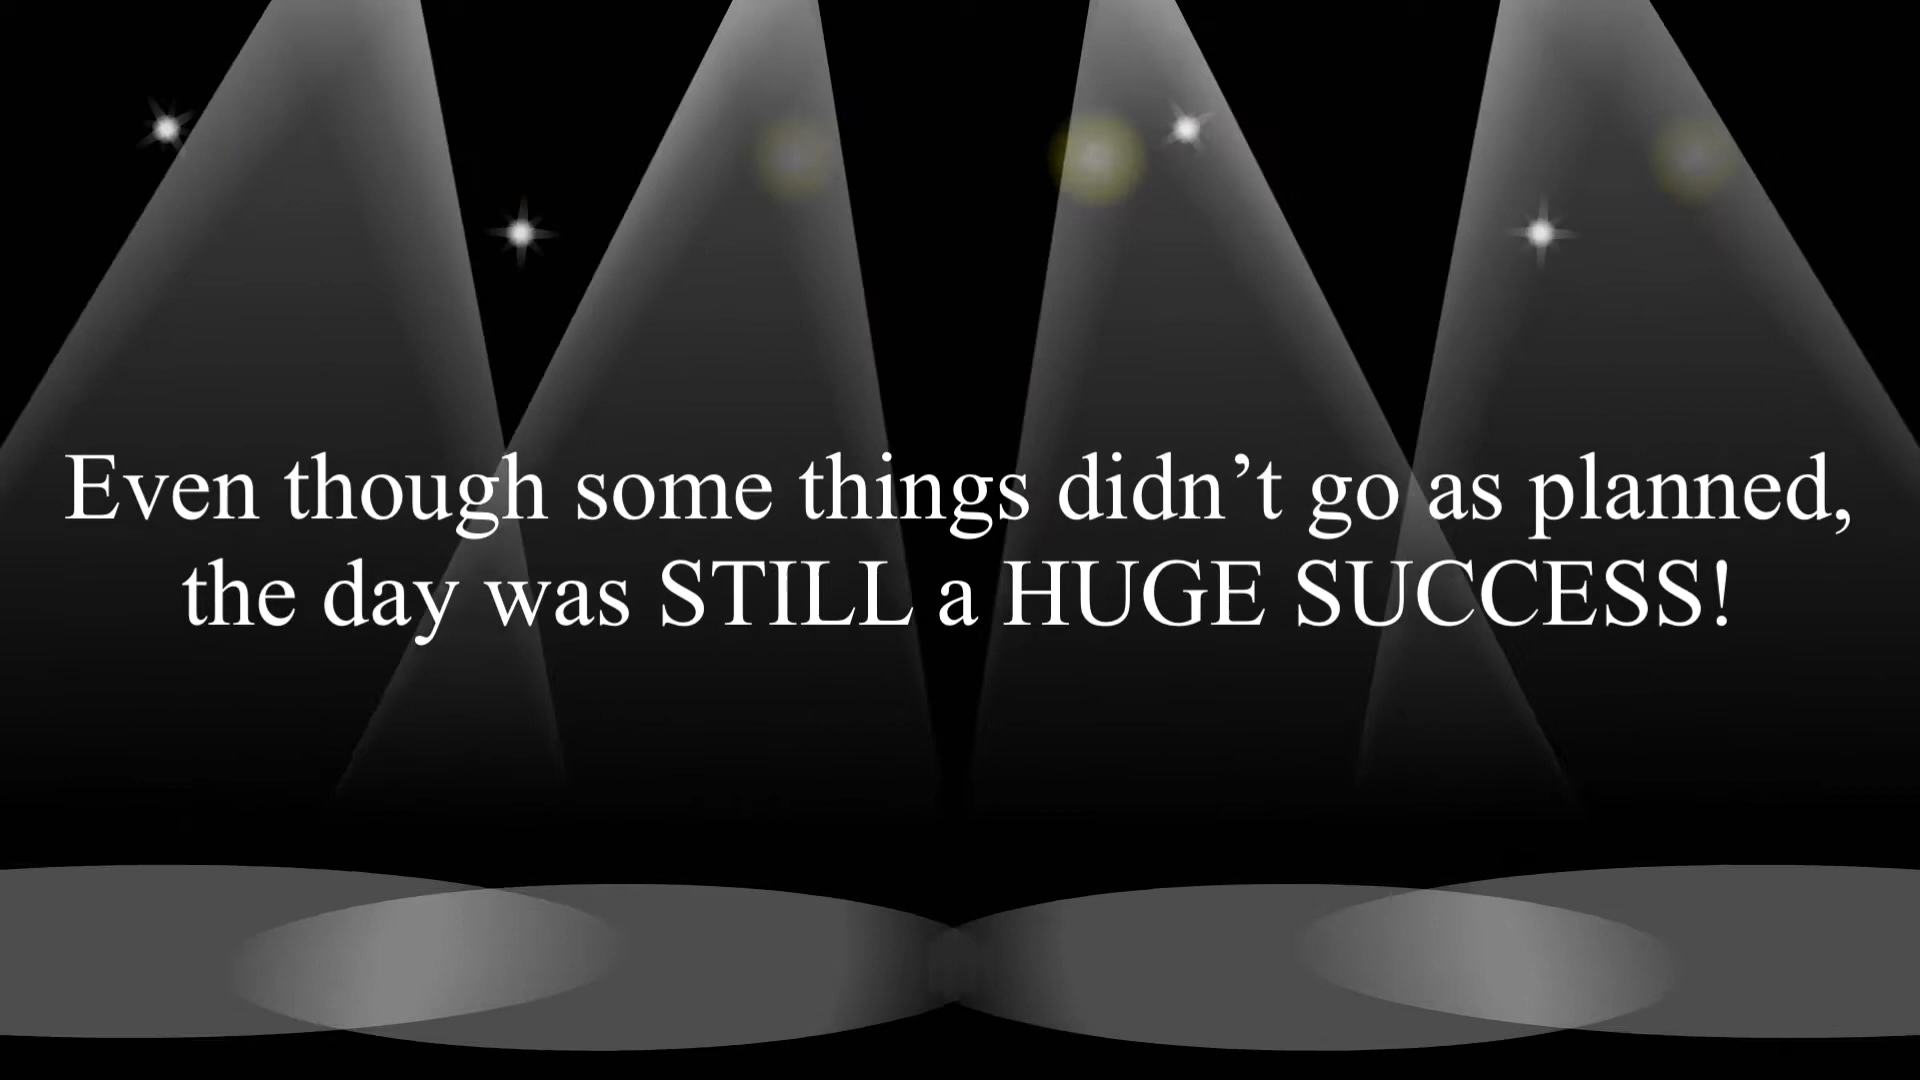 Even though some things didn’t go as planned,
the day was STILL a HUGE SUCCESS!